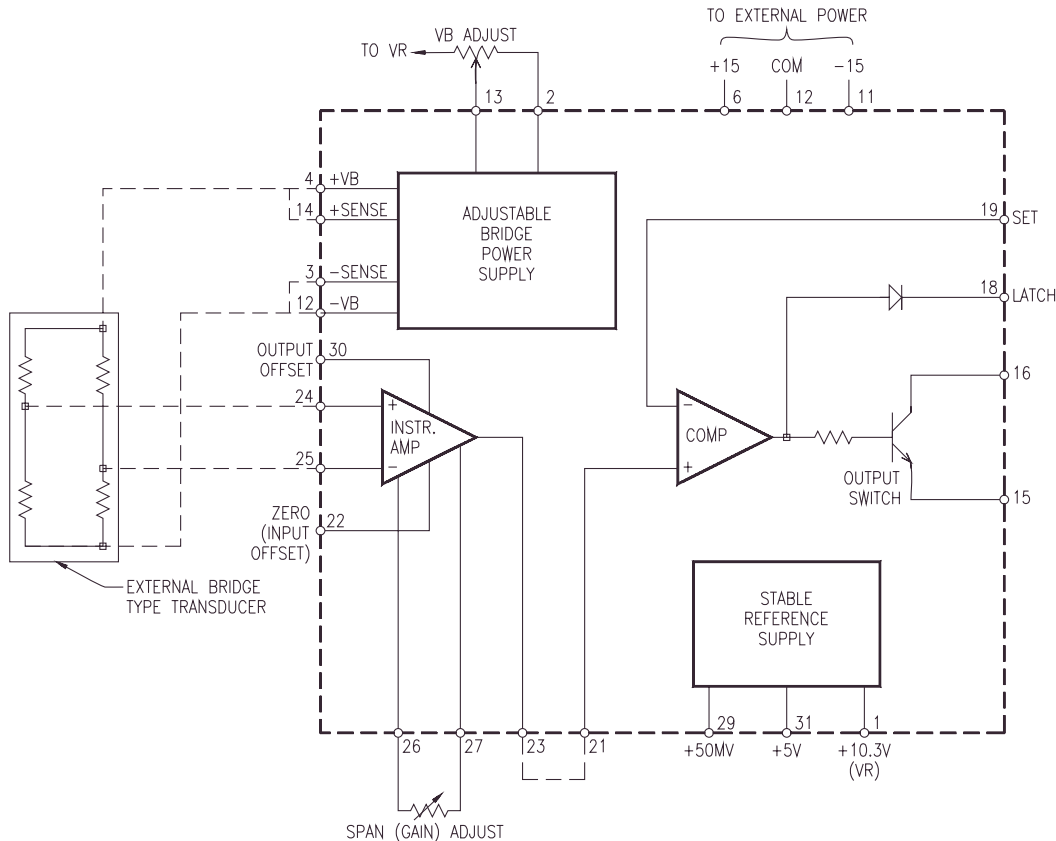 TO EXTERNAL POWER
VB ADJUST
TO VR
+15 COM -15
13 2 6 12 11
4 +VB
14 +SENSE
3 -SENSE
12 -VB
ADJUSTABLE
BRIDGE
POWER
SUPPLY
19 SET
18 LATCH
OUTPUT
OFFSET
30
24
25
+
INSTR.
AMP
-
ZERO
(INPUT
OFFSET)
22
-
COMP
+
16
OUTPUT
SWITCH
15
EXTERNAL BRIDGE
TYPE TRANSDUCER
STABLE
REFERENCE
SUPPLY
26 27 23 21 29 31 1
+50MV +5V +10.3V
(VR)
SPAN (GAIN) ADJUST